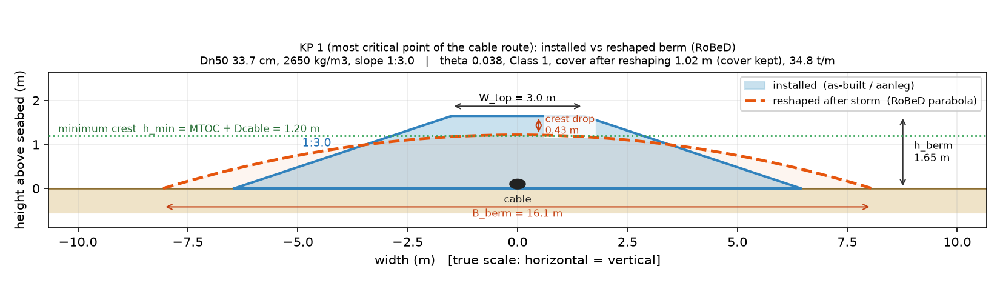 KP 1 (most critical point of the cable route): installed vs reshaped berm (RoBeD)
Dn50 33.7 cm, 2650 kg/m3, slope 1:3.0   |   theta 0.038, Class 1, cover after reshaping 1.02 m (cover kept), 34.8 t/m
height above seabed (m)
2
1
0
installed  (as-built / aanleg)
reshaped after storm  (RoBeD parabola)
W_top = 3.0 m
crest drop
0.43 m
minimum crest  h_min = MTOC + Dcable = 1.20 m
1:3.0
h_berm
1.65 m
cable
B_berm = 16.1 m
−10.0
−7.5
−5.0
−2.5
0.0
2.5
5.0
7.5
10.0
width (m)   [true scale: horizontal = vertical]